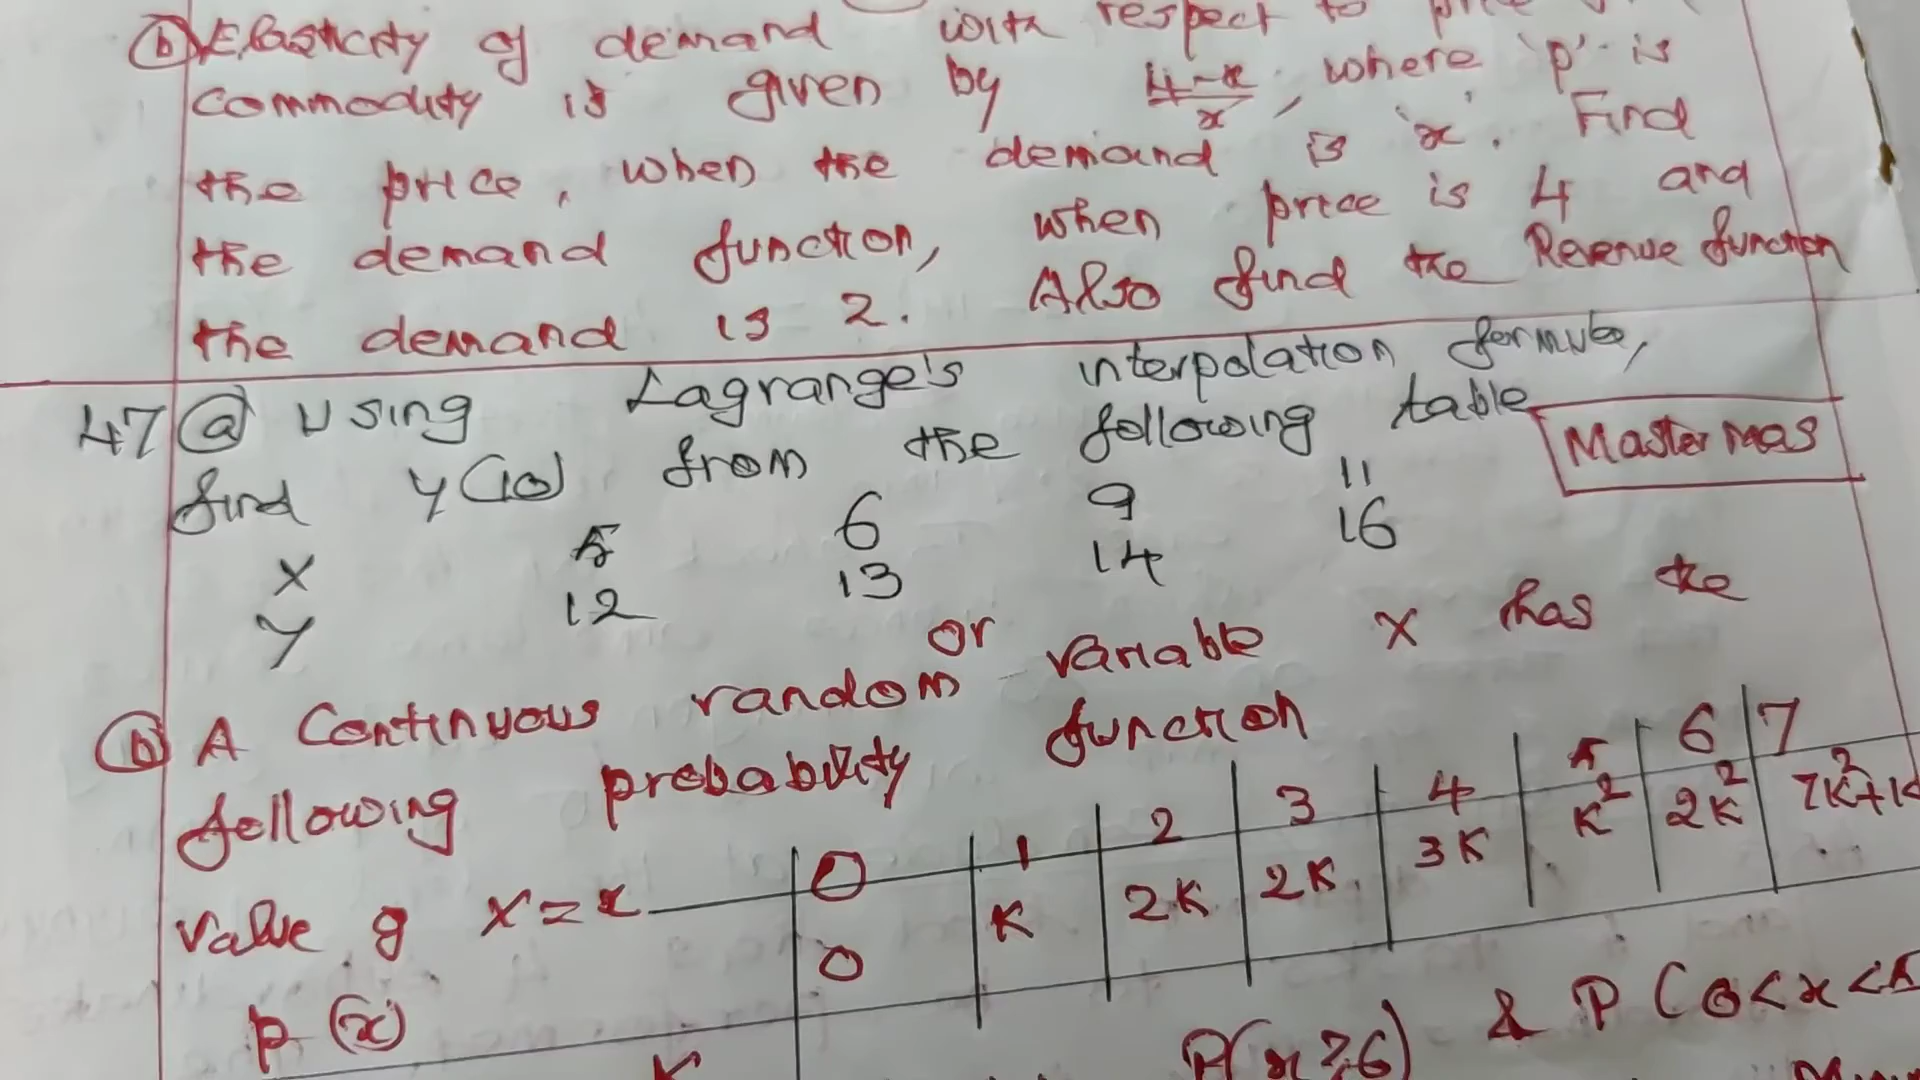 (b) Elasticity of demand with respect to price
commodity is given by 4-x/x, where 'p' is
the price, when the demand is 'x'. Find
the demand function, when price is 4 and
the demand is 2. Also find the Revenue function
47 (a) Using Lagrange's interpolation formula,
find Y(10) from the following table
Master mas
X 5 6 9 11
Y 12 13 14 16
or
(b) A Continuous random variable X has the
following probability function
Value of X=x 0 1 2 3 4 5 6 7
P(x) 0 K 2K 2K 3K K² 2K² 7K²+K
P(x≥6) & P(0<x<5